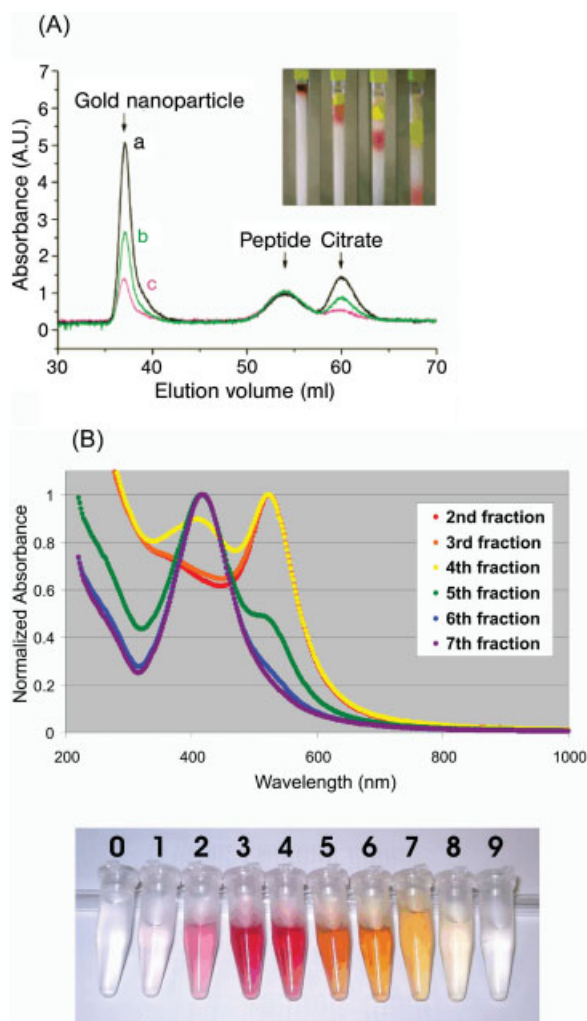 (A)
7
6
5
4
3
2
1
0
Absorbance (A.U.)
Gold nanoparticle
a
b
c
Peptide Citrate
30 40 50 60 70
Elution volume (ml)
(B)
1
0.8
0.6
0.4
0.2
0
Normalized Absorbance
2nd fraction
3rd fraction
4th fraction
5th fraction
6th fraction
7th fraction
200 400 600 800 1000
Wavelength (nm)
0 1 2 3 4 5 6 7 8 9